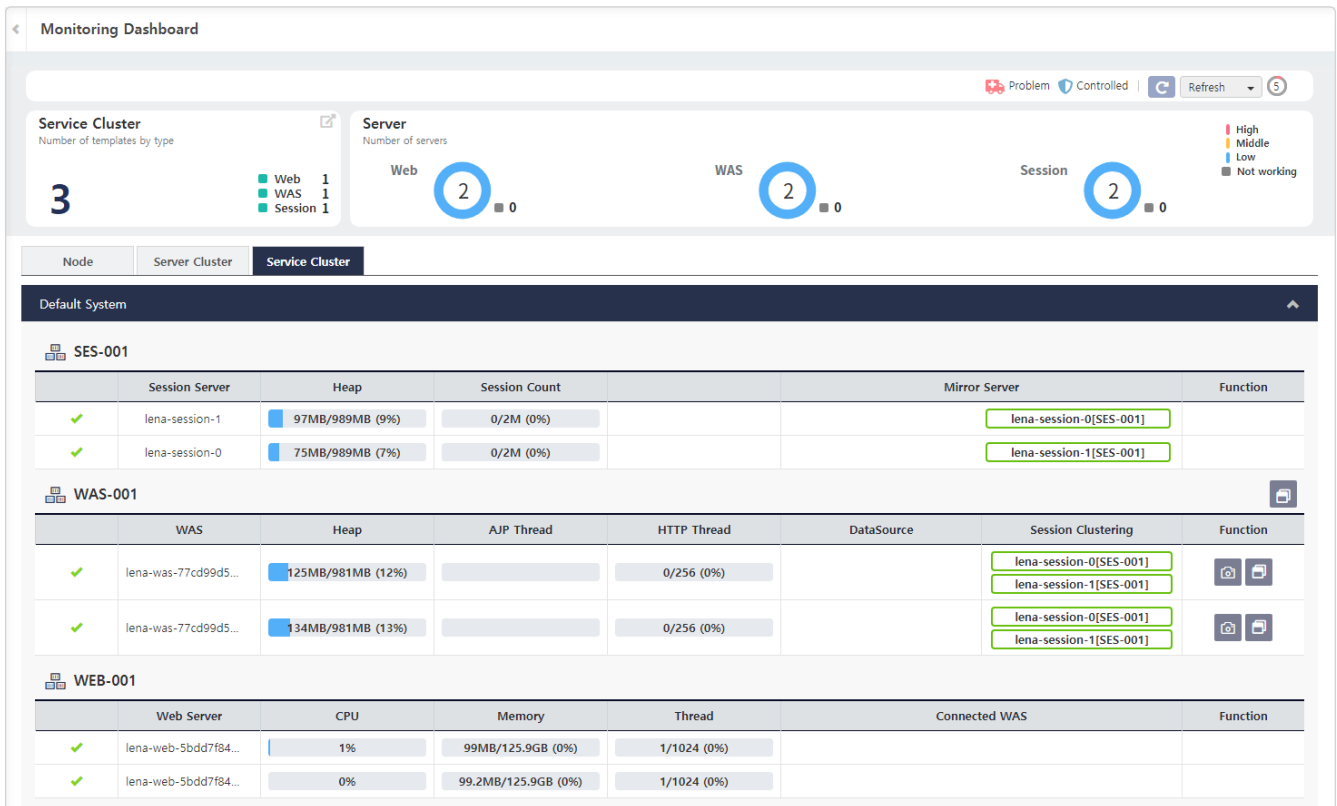 Monitoring Dashboard
Problem Controlled Refresh 5
Service Cluster
Number of templates by type
3
Web 1
WAS 1
Session 1
Server
Number of servers
Web 2 0
WAS 2 0
Session 2 0
High
Middle
Low
Not working
Node Server Cluster Service Cluster
Default System
SES-001
Session Server Heap Session Count Mirror Server Function
lena-session-1 97MB/989MB (9%) 0/2M (0%) lena-session-0[SES-001]
lena-session-0 75MB/989MB (7%) 0/2M (0%) lena-session-1[SES-001]
WAS-001
WAS Heap AJP Thread HTTP Thread DataSource Session Clustering Function
lena-was-77cd99d5... 125MB/981MB (12%) 0/256 (0%) lena-session-0[SES-001]
lena-session-1[SES-001]
lena-was-77cd99d5... 134MB/981MB (13%) 0/256 (0%) lena-session-0[SES-001]
lena-session-1[SES-001]
WEB-001
Web Server CPU Memory Thread Connected WAS Function
lena-web-5bdd7f84... 1% 99MB/125.9GB (0%) 1/1024 (0%)
lena-web-5bdd7f84... 0% 99.2MB/125.9GB (0%) 1/1024 (0%)